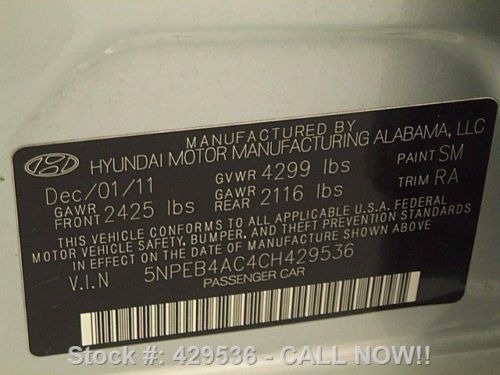 MANUFACTURED BY
HYUNDAI MOTOR MANUFACTURING ALABAMA, LLC
Dec/01/11 GVWR 4299 lbs PAINT SM
GAWR FRONT 2425 lbs GAWR REAR 2116 lbs TRIM RA
THIS VEHICLE CONFORMS TO ALL APPLICABLE U.S.A. FEDERAL
MOTOR VEHICLE SAFETY, BUMPER, AND THEFT PREVENTION STANDARDS
IN EFFECT ON THE DATE OF MANUFACTURE SHOWN ABOVE.
V.I.N 5NPEB4AC4CH429536
PASSENGER CAR
Stock #: 429536 - CALL NOW!!